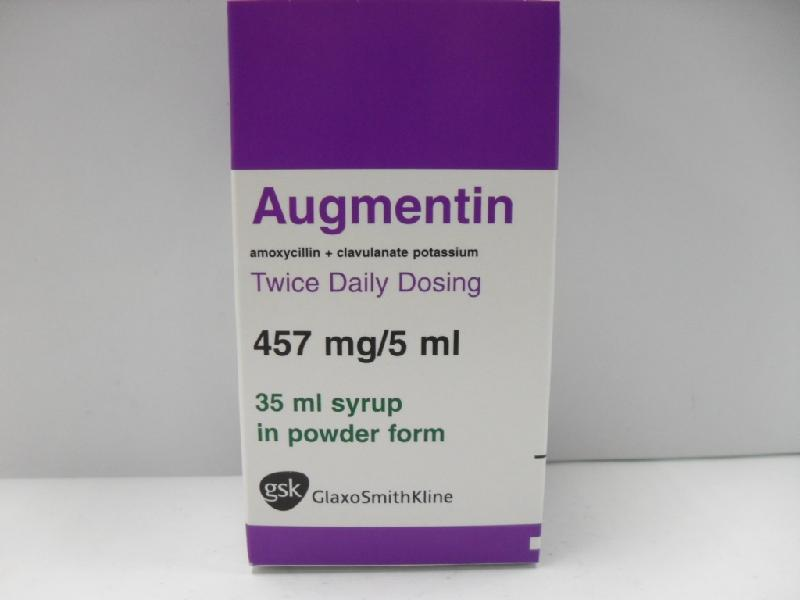 Augmentin
amoxycillin + clavulanate potassium
Twice Daily Dosing
457 mg/5 ml
35 ml syrup
in powder form
gsk GlaxoSmithKline